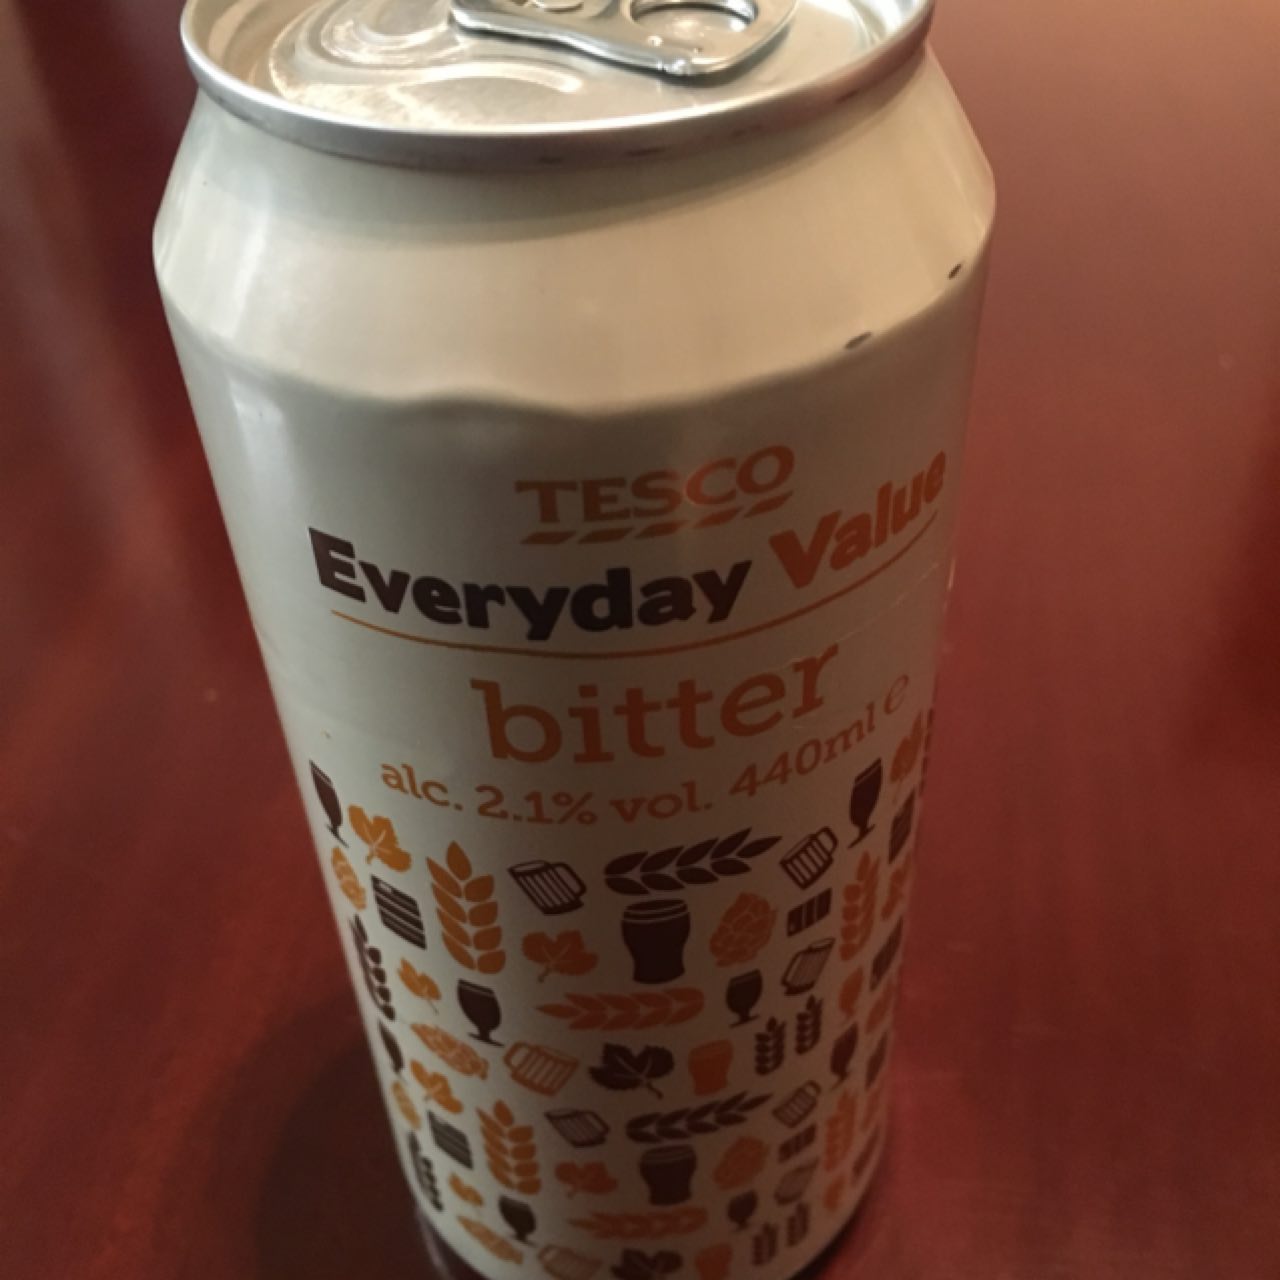 TESCO
Everyday Value
bitter
alc. 2.1% vol. 440ml e